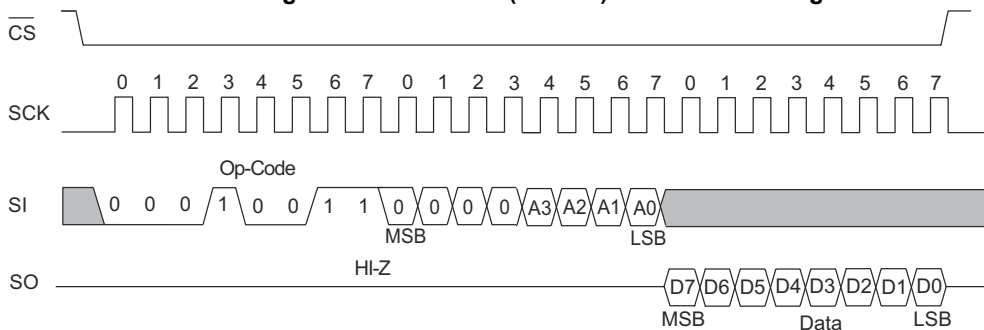 CS
0 1 2 3 4 5 6 7 0 1 2 3 4 5 6 7 0 1 2 3 4 5 6 7
SCK
Op-Code
SI 0 0 0 1 0 0 1 1 0 0 0 0 A3 A2 A1 A0
MSB LSB
HI-Z
SO D7 D6 D5 D4 D3 D2 D1 D0
MSB Data LSB